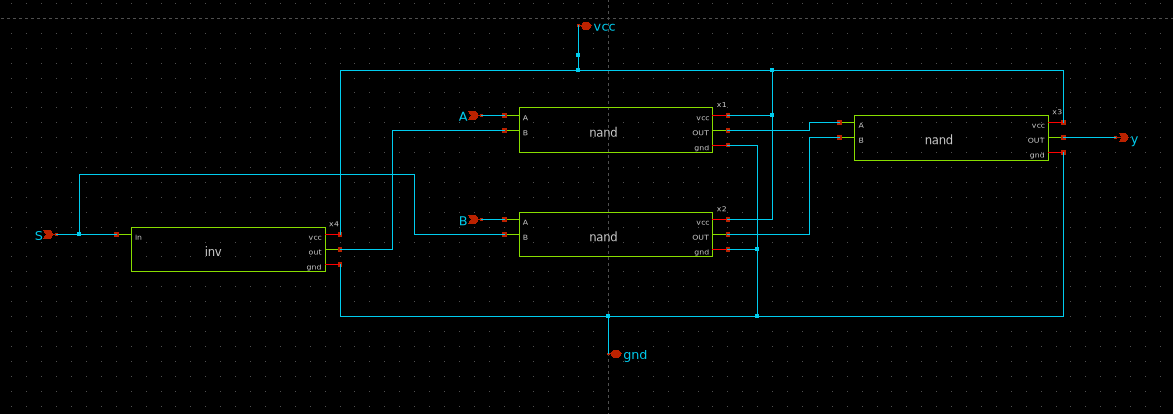 vcc
x1
A
A
B
nand
vcc
OUT
gnd
x3
A
B
nand
vcc
OUT
gnd
y
x2
B
A
B
nand
vcc
OUT
gnd
x4
S
in
inv
vcc
out
gnd
gnd